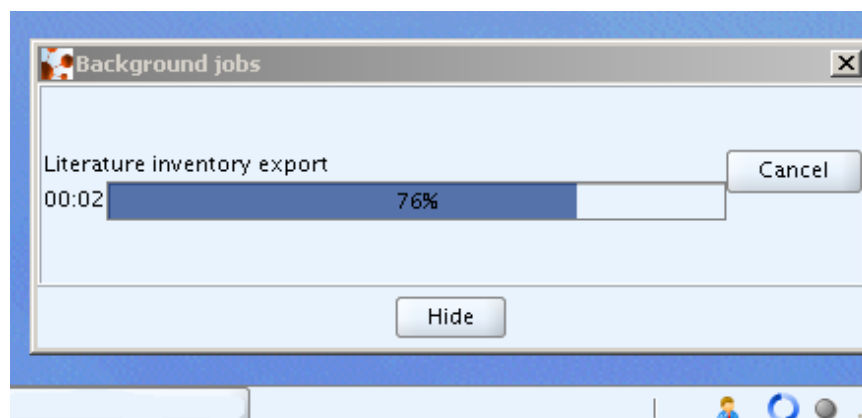 Background jobs
Literature inventory export
Cancel
00:02 76%
Hide